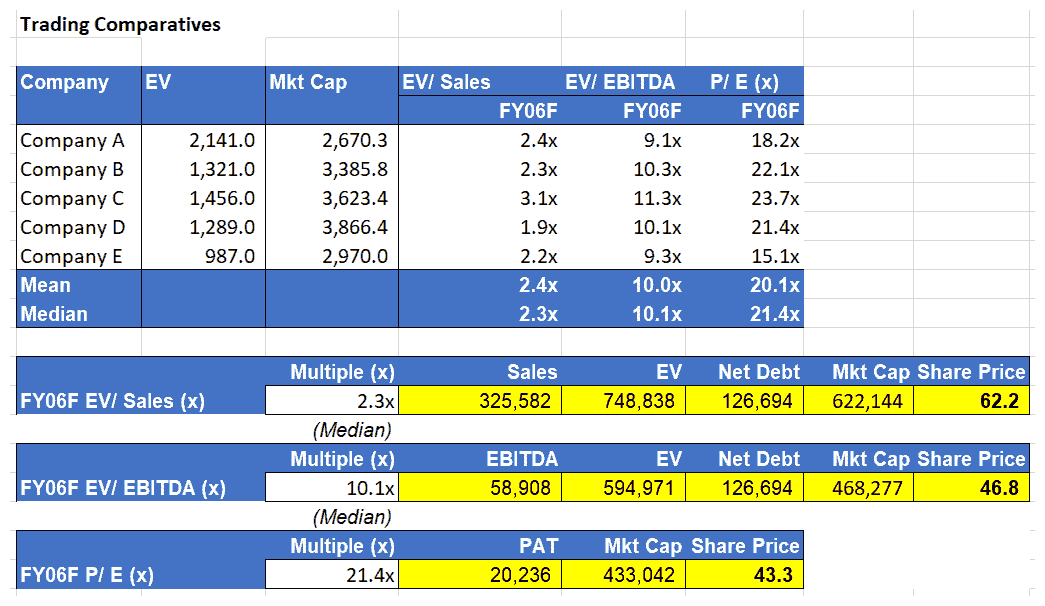 Trading Comparatives
Company EV Mkt Cap EV/ Sales EV/ EBITDA P/ E (x)
FY06F FY06F FY06F
Company A 2,141.0 2,670.3 2.4x 9.1x 18.2x
Company B 1,321.0 3,385.8 2.3x 10.3x 22.1x
Company C 1,456.0 3,623.4 3.1x 11.3x 23.7x
Company D 1,289.0 3,866.4 1.9x 10.1x 21.4x
Company E 987.0 2,970.0 2.2x 9.3x 15.1x
Mean 2.4x 10.0x 20.1x
Median 2.3x 10.1x 21.4x
Multiple (x) Sales EV Net Debt Mkt Cap Share Price
FY06F EV/ Sales (x) 2.3x 325,582 748,838 126,694 622,144 62.2
(Median)
Multiple (x) EBITDA EV Net Debt Mkt Cap Share Price
FY06F EV/ EBITDA (x) 10.1x 58,908 594,971 126,694 468,277 46.8
(Median)
Multiple (x) PAT Mkt Cap Share Price
FY06F P/ E (x) 21.4x 20,236 433,042 43.3